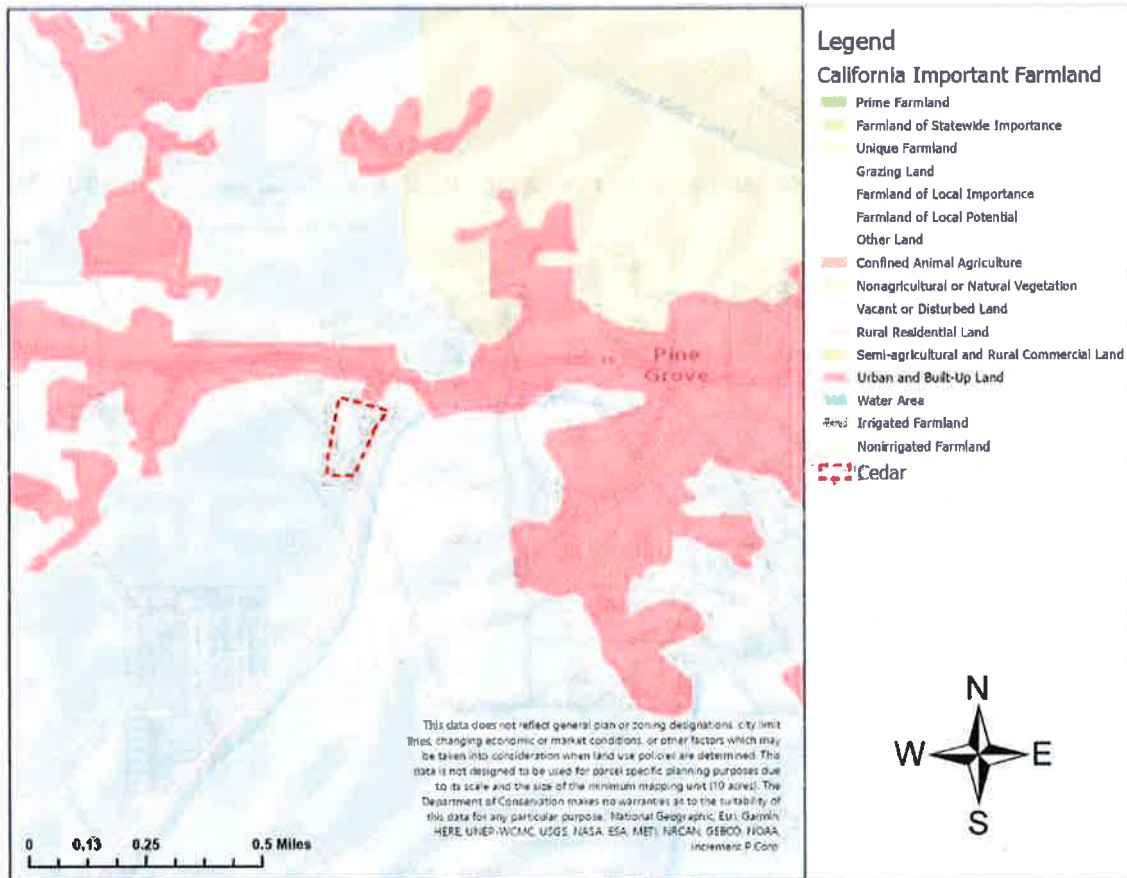 Legend
California Important Farmland
Prime Farmland
Farmland of Statewide Importance
Unique Farmland
Grazing Land
Farmland of Local Importance
Farmland of Local Potential
Other Land
Confined Animal Agriculture
Nonagricultural or Natural Vegetation
Vacant or Disturbed Land
Rural Residential Land
Semi-agricultural and Rural Commercial Land
Urban and Built-Up Land
Water Area
Irrigated Farmland
Nonirrigated Farmland
Cedar
Pine
Grove
This data does not reflect general plan or zoning designations, city limit
lines, changing economic or market conditions, or other factors which may
be taken into consideration when land use policies are determined. This
data is not designed to be used for parcel specific planning purposes due
to its scale and the size of the minimum mapping unit (10 acres). The
Department of Conservation makes no warranties as to the suitability of
this data for any particular purpose. National Geographic, Esri, Garmin,
HERE, UNEP-WCMC, USGS, NASA, ESA, METI, NRCAN, GEBCO, NOAA,
increment P Corp.
0 0.13 0.25 0.5 Miles
N
W E
S